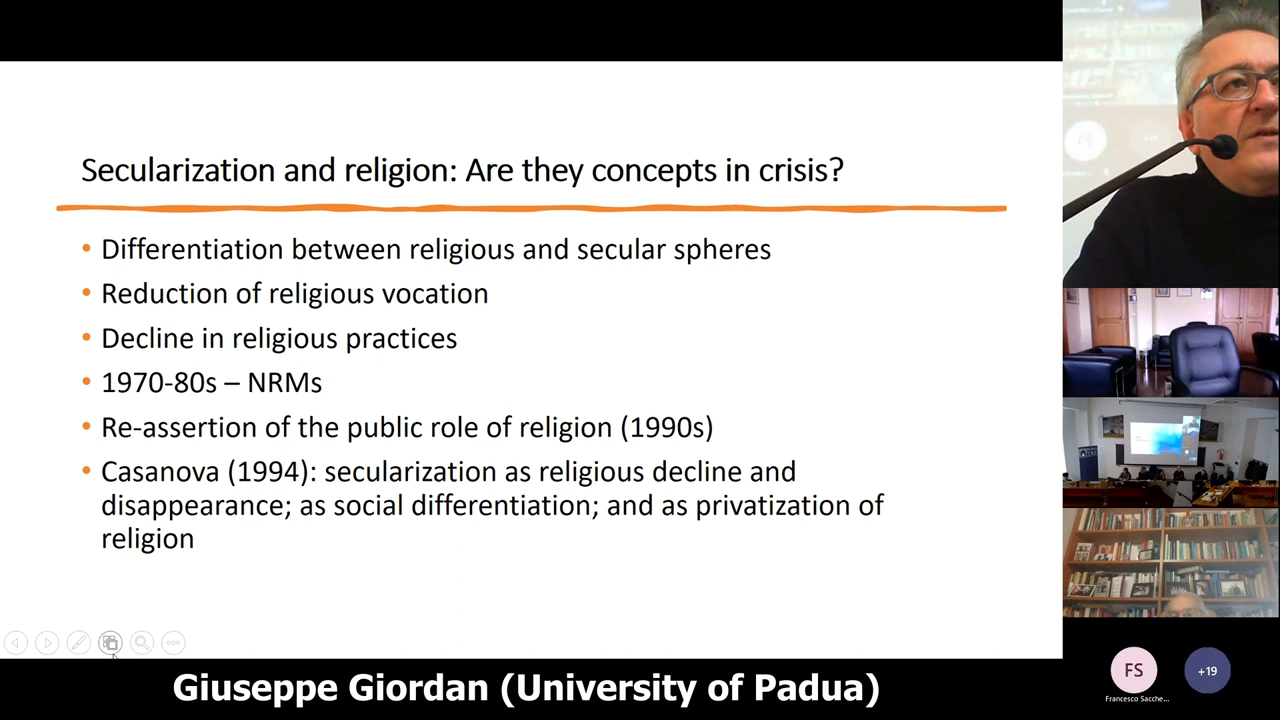 Secularization and religion: Are they concepts in crisis?
• Differentiation between religious and secular spheres
• Reduction of religious vocation
• Decline in religious practices
• 1970-80s – NRMs
• Re-assertion of the public role of religion (1990s)
• Casanova (1994): secularization as religious decline and
disappearance; as social differentiation; and as privatization of
religion
FS
+19
Francesco Sacche...
Giuseppe Giordan (University of Padua)